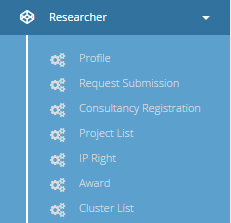 Researcher
Profile
Request Submission
Consultancy Registration
Project List
IP Right
Award
Cluster List